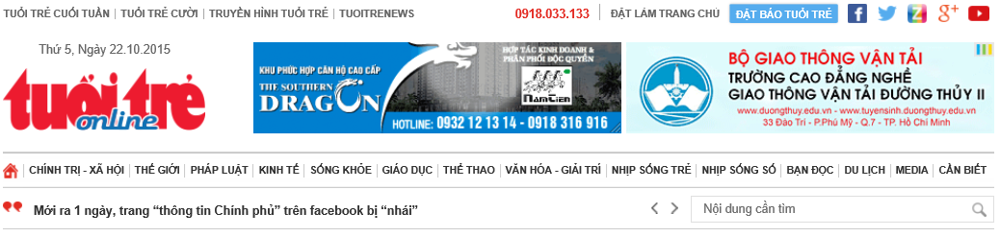 TUỔI TRẺ CUỐI TUẦN | TUỔI TRẺ CƯỜI | TRUYỀN HÌNH TUỔI TRẺ | TUOITRENEWS
0918.033.133 | ĐẶT LÀM TRANG CHỦ | ĐẶT BÁO TUỔI TRẺ
Thứ 5, Ngày 22.10.2015
tuổi trẻ
online
KHU PHỨC HỢP CĂN HỘ CAO CẤP
THE SOUTHERN
DRAGON
HỢP TÁC KINH DOANH &
PHÂN PHỐI ĐỘC QUYỀN
NAMTIEN
HOTLINE: 0932 12 13 14 - 0918 316 916
BỘ GIAO THÔNG VẬN TẢI
TRƯỜNG CAO ĐẲNG NGHỀ
GIAO THÔNG VẬN TẢI ĐƯỜNG THỦY II
www.duongthuy.edu.vn - www.tuyensinh.duongthuy.edu.vn
33 Đào Trí - P.Phú Mỹ - Q.7 - TP. Hồ Chí Minh
CHÍNH TRỊ - XÃ HỘI | THẾ GIỚI | PHÁP LUẬT | KINH TẾ | SỐNG KHỎE | GIÁO DỤC | THỂ THAO | VĂN HÓA - GIẢI TRÍ | NHỊP SỐNG TRẺ | NHỊP SỐNG SỐ | BẠN ĐỌC | DU LỊCH | MEDIA | CẦN BIẾT
Mới ra 1 ngày, trang “thông tin Chính phủ” trên facebook bị “nhái”
Nội dung cần tìm